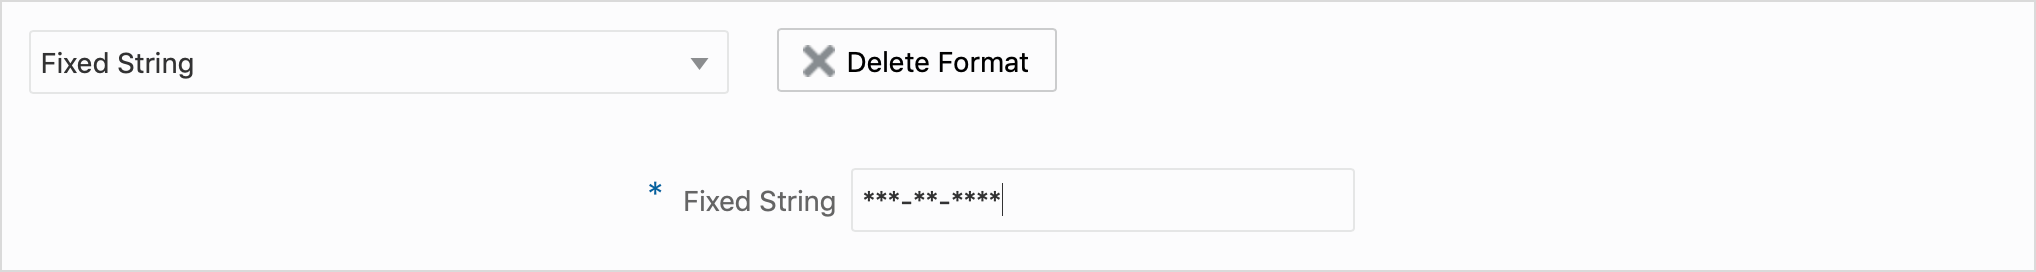 Fixed String
Delete Format
* Fixed String
***-**-****